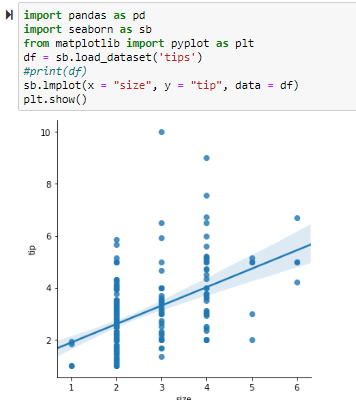 import pandas as pd
import seaborn as sb
from matplotlib import pyplot as plt
df = sb.load_dataset('tips')
#print(df)
sb.lmplot(x = "size", y = "tip", data = df)
plt.show()
10
8
6
4
2
tip
1 2 3 4 5 6
size